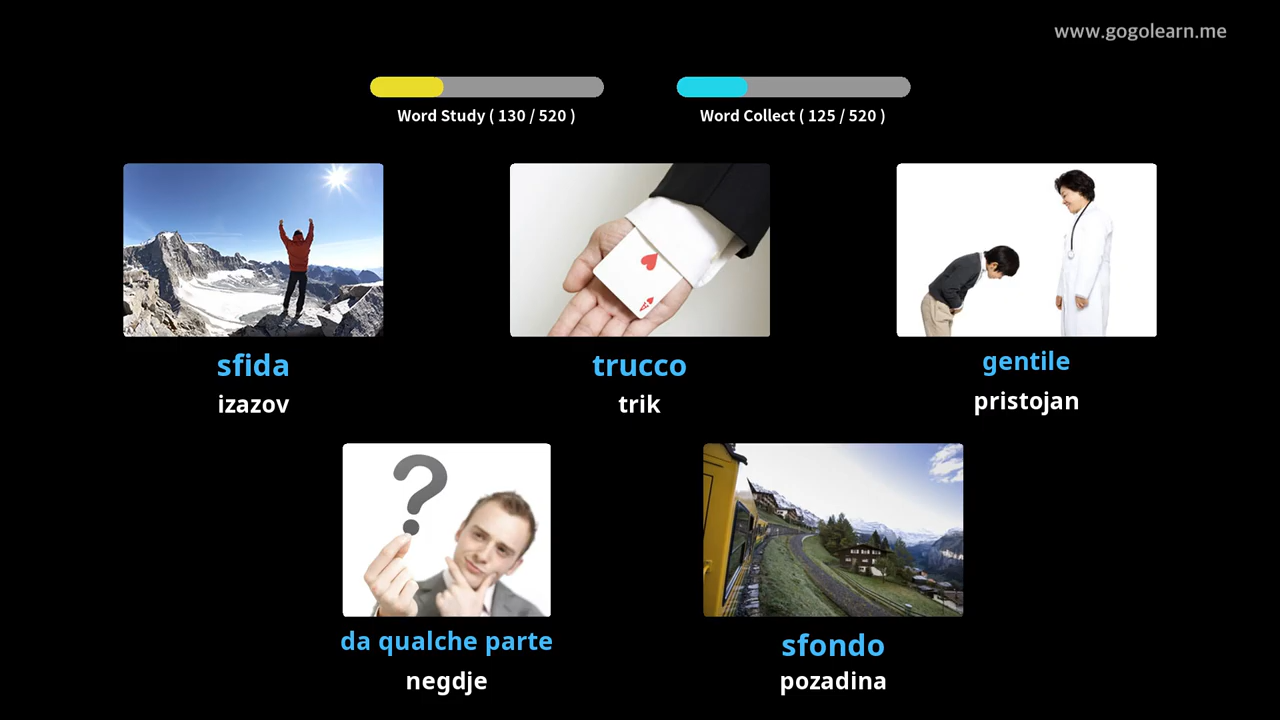 www.gogolearn.me
Word Study ( 130 / 520 )
Word Collect ( 125 / 520 )
sfida
izazov
trucco
trik
gentile
pristojan
da qualche parte
negdje
sfondo
pozadina